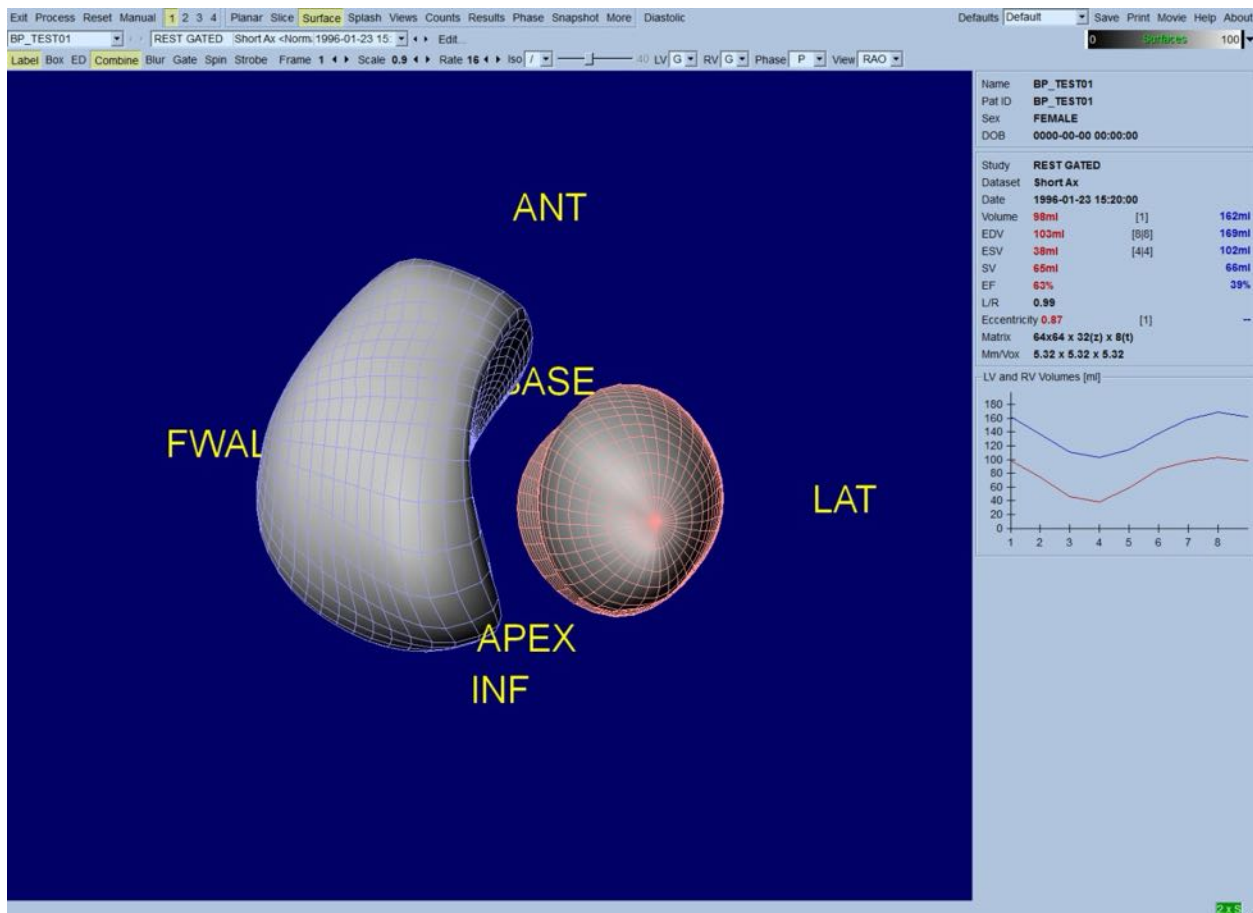 Exit Process Reset Manual 1 2 3 4 Planar Slice Surface Splash Views Counts Results Phase Snapshot More Diastolic Defaults Default Save Print Movie Help About
BP_TEST01 REST GATED Short Ax <Norm. 1996-01-23 15: Edit... 0 Surfaces 100
Label Box ED Combine Blur Gate Spin Strobe Frame 1 Scale 0.9 Rate 16 Iso / 40 LV G RV G Phase P View RAO
Name BP_TEST01
Pat ID BP_TEST01
Sex FEMALE
DOB 0000-00-00 00:00:00
Study REST GATED
Dataset Short Ax
Date 1996-01-23 15:20:00
Volume 98ml [1] 162ml
EDV 103ml [8|8] 169ml
ESV 38ml [4|4] 102ml
SV 65ml 66ml
EF 63% 39%
L/R 0.99
Eccentricity 0.87 [1] --
Matrix 64x64 x 32(z) x 8(t)
Mm/Vox 5.32 x 5.32 x 5.32
LV and RV Volumes [ml]
180
160
140
120
100
80
60
40
20
0
1 2 3 4 5 6 7 8
ANT
BASE
FWAL
LAT
APEX
INF
2 x S